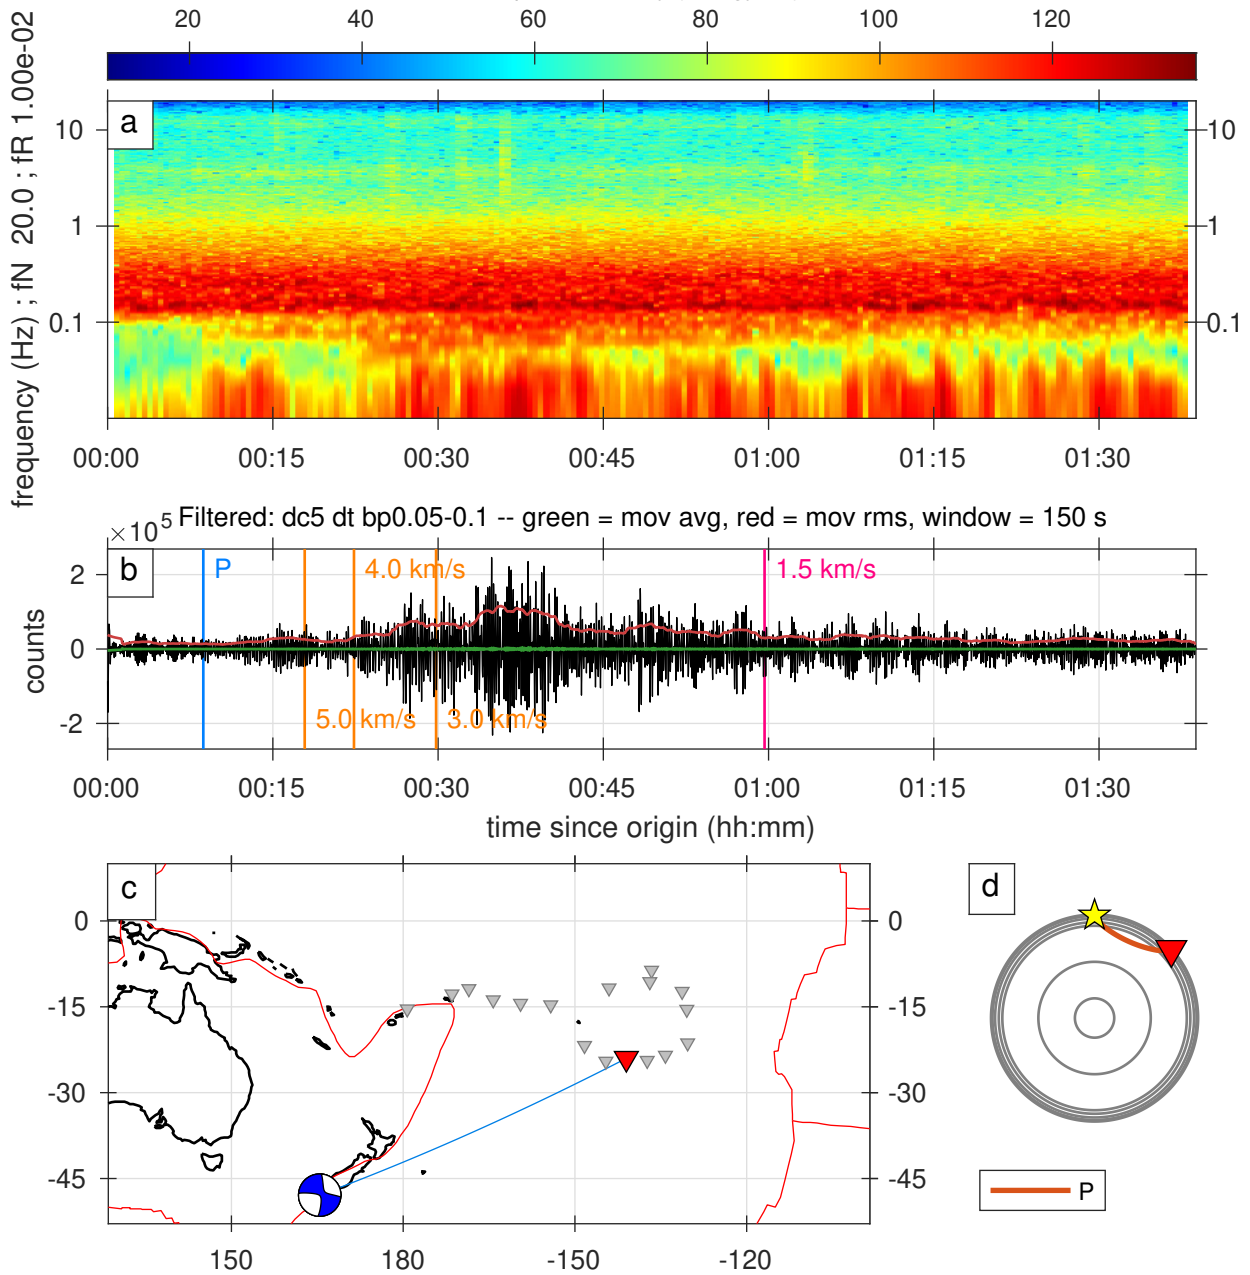 20 40 60 80 100 120
frequency (Hz) ; fN 20.0 ; fR 1.00e-02
a
10 10
1 1
0.1 0.1
00:00 00:15 00:30 00:45 01:00 01:15 01:30
×10^5 Filtered: dc5 dt bp0.05-0.1 -- green = mov avg, red = mov rms, window = 150 s
b
P 4.0 km/s 1.5 km/s
5.0 km/s 3.0 km/s
counts
2
0
-2
00:00 00:15 00:30 00:45 01:00 01:15 01:30
time since origin (hh:mm)
c
0 0
-15 -15
-30 -30
-45 -45
150 180 -150 -120
d
P